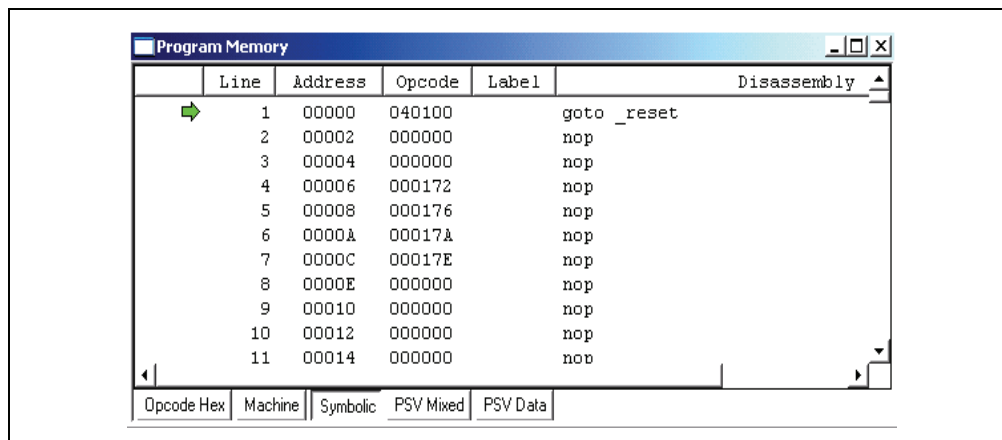 Program Memory
Line Address Opcode Label Disassembly
1 00000 040100 goto _reset
2 00002 000000 nop
3 00004 000000 nop
4 00006 000172 nop
5 00008 000176 nop
6 0000A 00017A nop
7 0000C 00017E nop
8 0000E 000000 nop
9 00010 000000 nop
10 00012 000000 nop
11 00014 000000 nop
Opcode Hex Machine Symbolic PSV Mixed PSV Data